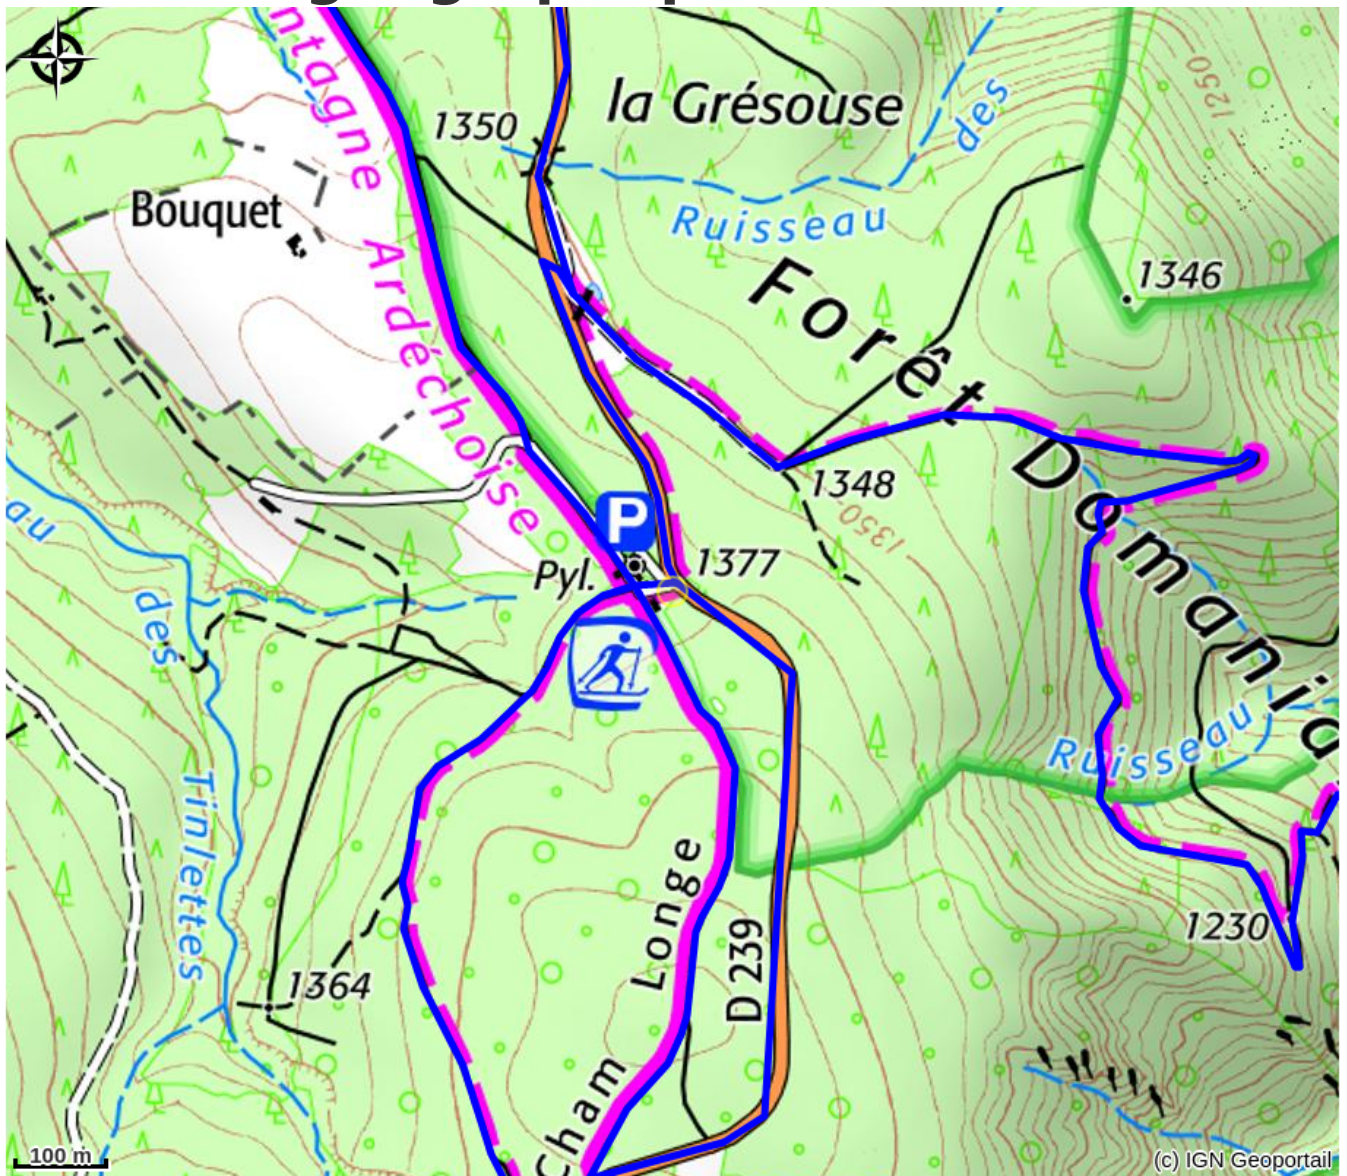 ntagne Ardéchoise
1350
la Grésouse
des
1250
Bouquet
Ruisseau
1346
Forêt Domania
1348
1350
P
au
Pyl.
1377
des
Tinlettes
Ruisseau
Longe
D 239
1230
1364
Cham
100 m
(c) IGN Geoportail